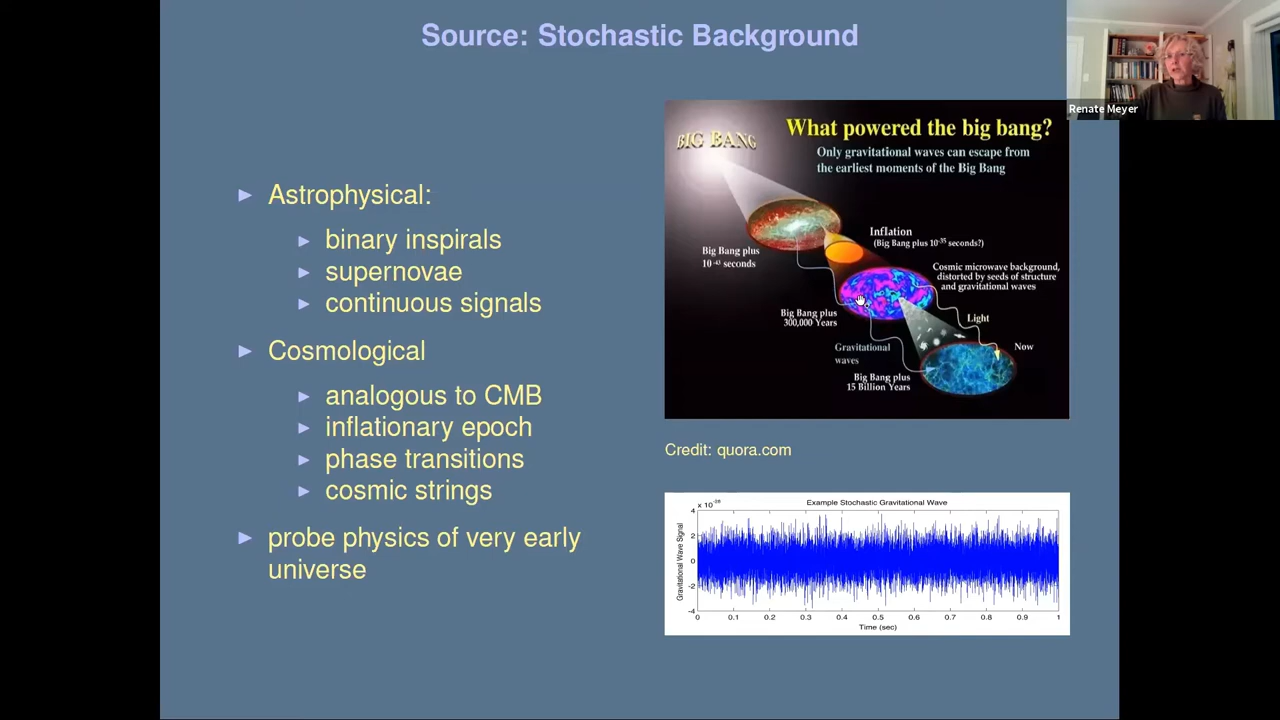 Source: Stochastic Background
Renate Meyer
Astrophysical:
binary inspirals
supernovae
continuous signals
Cosmological
analogous to CMB
inflationary epoch
phase transitions
cosmic strings
probe physics of very early
universe
BIG BANG
What powered the big bang?
Only gravitational waves can escape from
the earliest moments of the Big Bang
Big Bang plus
10⁻⁴³ seconds
Inflation
(Big Bang plus 10⁻³⁵ seconds?)
Cosmic microwave background,
distorted by seeds of structure
and gravitational waves
Big Bang plus
300,000 Years
Light
Gravitational
waves
Now
Big Bang plus
15 Billion Years
Credit: quora.com
Example Stochastic Gravitational Wave
Gravitational Wave Signal
4
2
0
-2
-4
0 0.1 0.2 0.3 0.4 0.5 0.6 0.7 0.8 0.9 1
Time (sec)